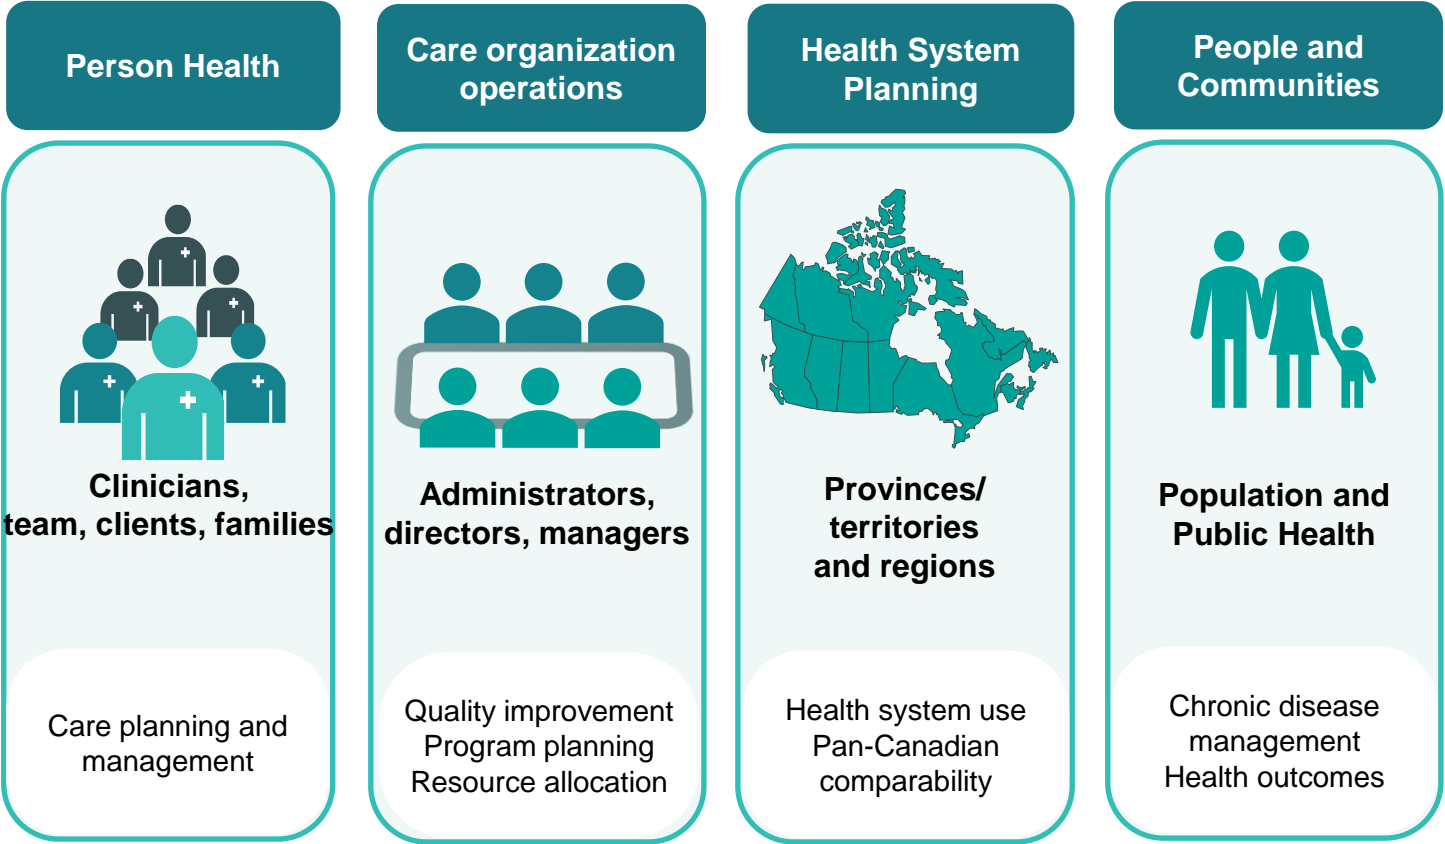 Person Health
Clinicians,
team, clients, families
Care planning and
management
Care organization
operations
Administrators,
directors, managers
Quality improvement
Program planning
Resource allocation
Health System
Planning
Provinces/
territories
and regions
Health system use
Pan-Canadian
comparability
People and
Communities
Population and
Public Health
Chronic disease
management
Health outcomes